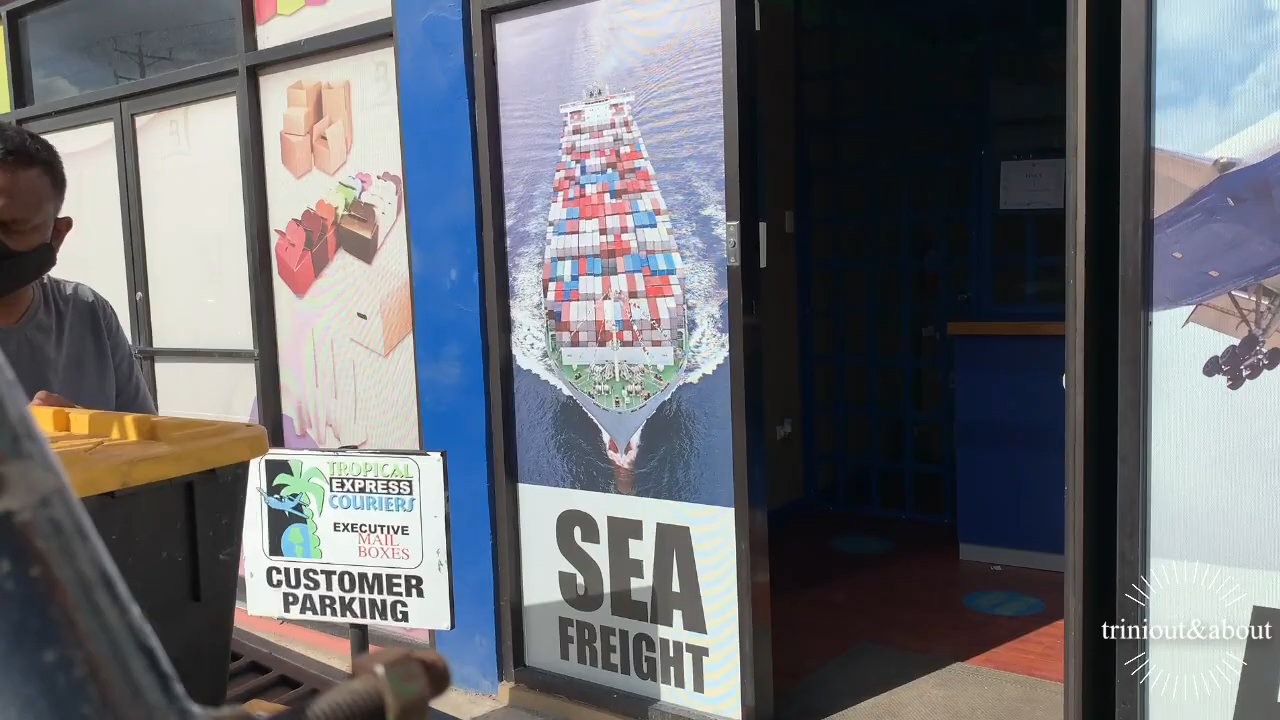 TROPICAL
EXPRESS
COURIERS
EXECUTIVE
MAIL
BOXES
CUSTOMER
PARKING
SEA
FREIGHT
triniout&about